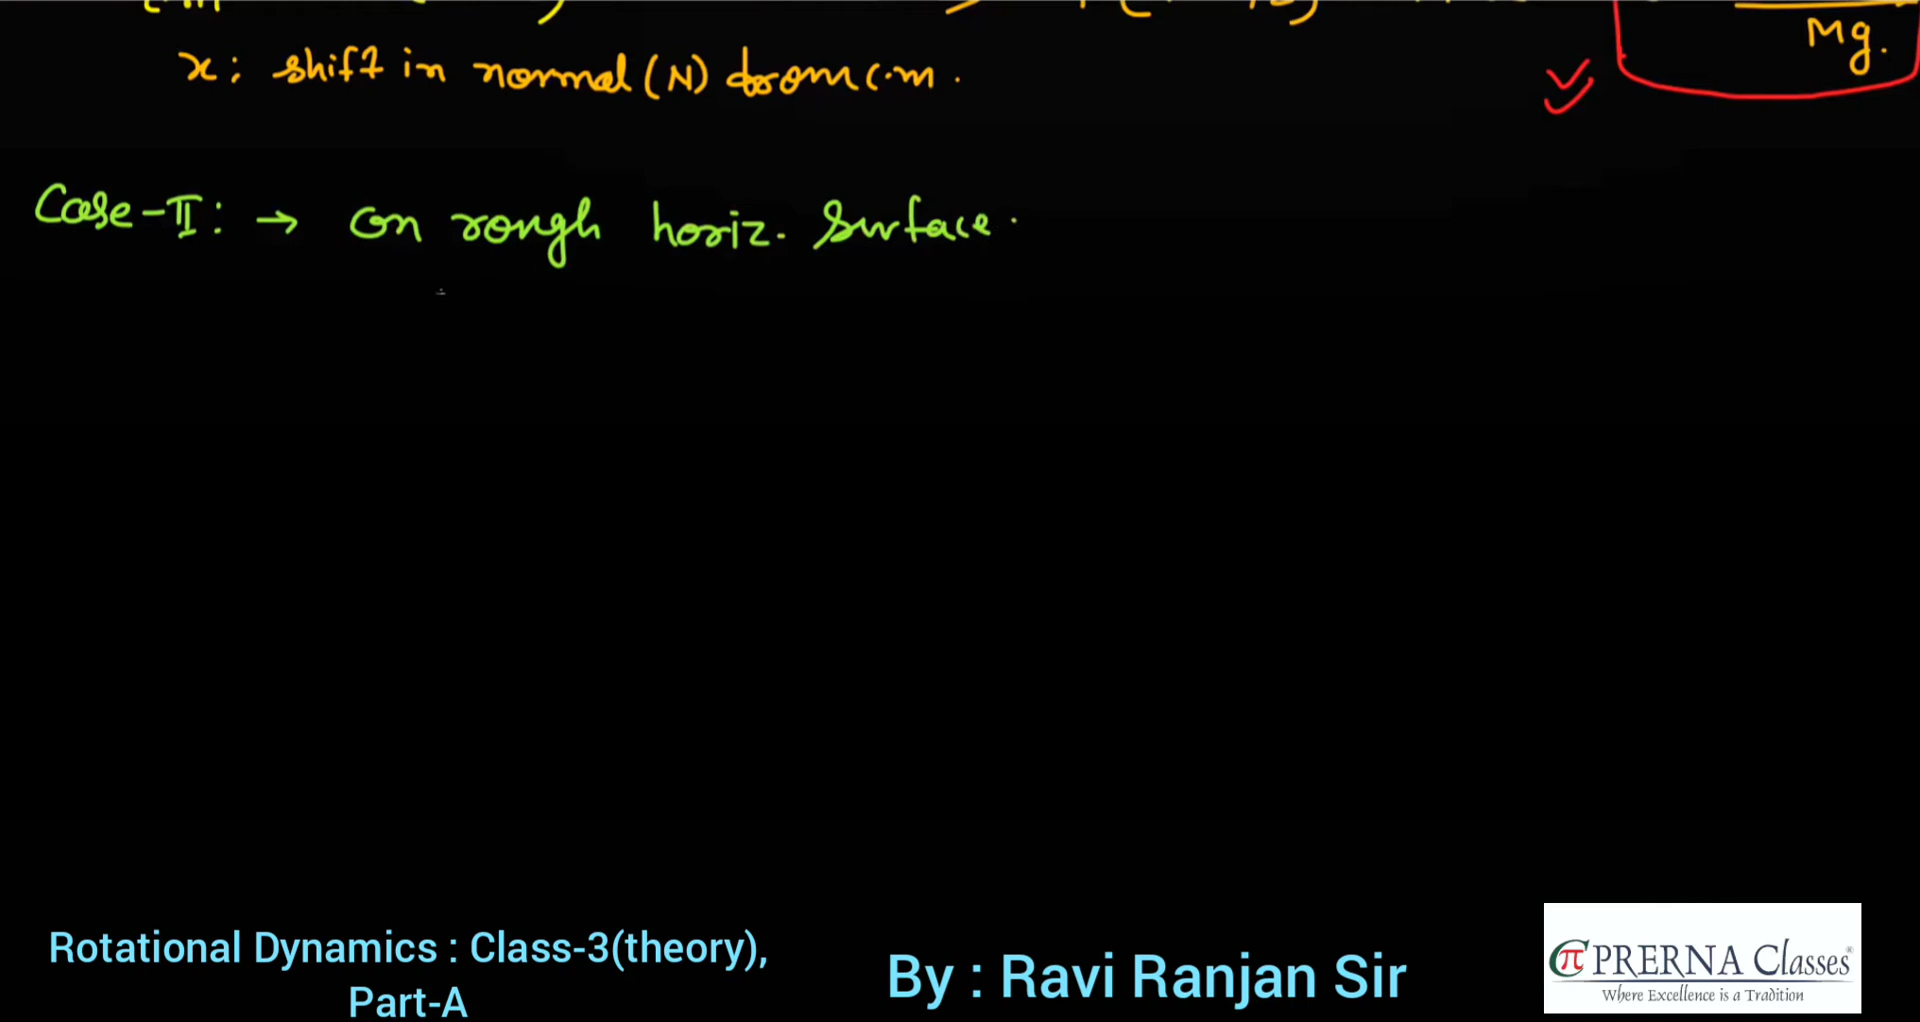 Mg.
x: shift in normal (N) from c.m.
Case-II: → on rough horiz. surface.
Rotational Dynamics : Class-3(theory),
Part-A
By : Ravi Ranjan Sir
PRERNA Classes®
Where Excellence is a Tradition